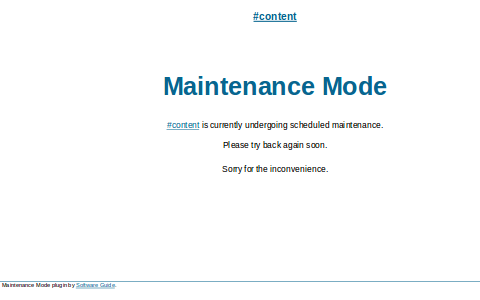 #content
Maintenance Mode
#content is currently undergoing scheduled maintenance.
Please try back again soon.
Sorry for the inconvenience.
Maintenance Mode plugin by Software Guide.